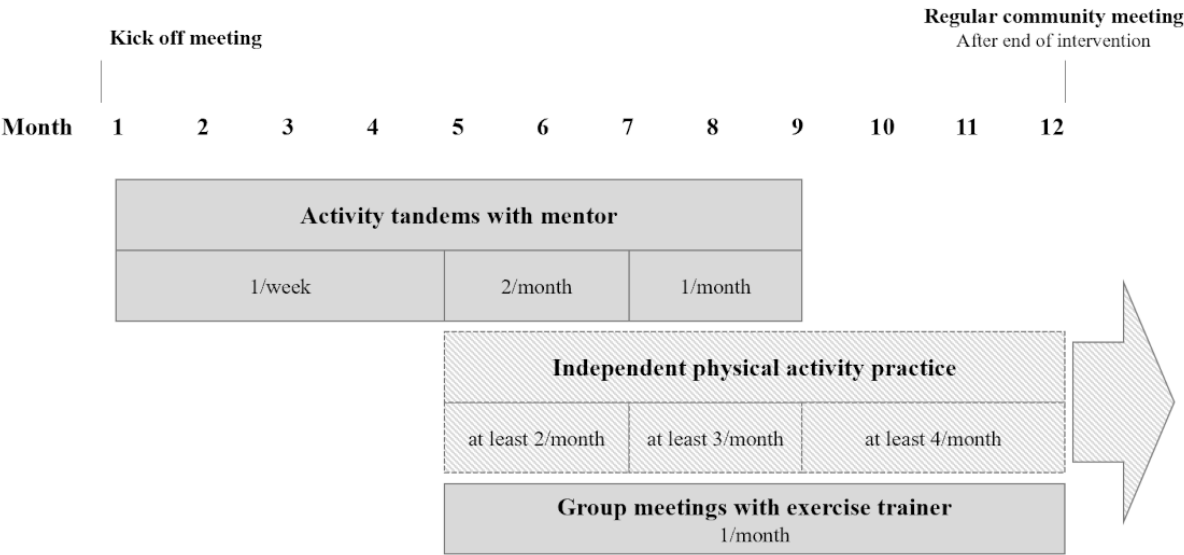 Kick off meeting
Regular community meeting
After end of intervention
Month 1 2 3 4 5 6 7 8 9 10 11 12
Activity tandems with mentor
1/week 2/month 1/month
Independent physical activity practice
at least 2/month at least 3/month at least 4/month
Group meetings with exercise trainer
1/month